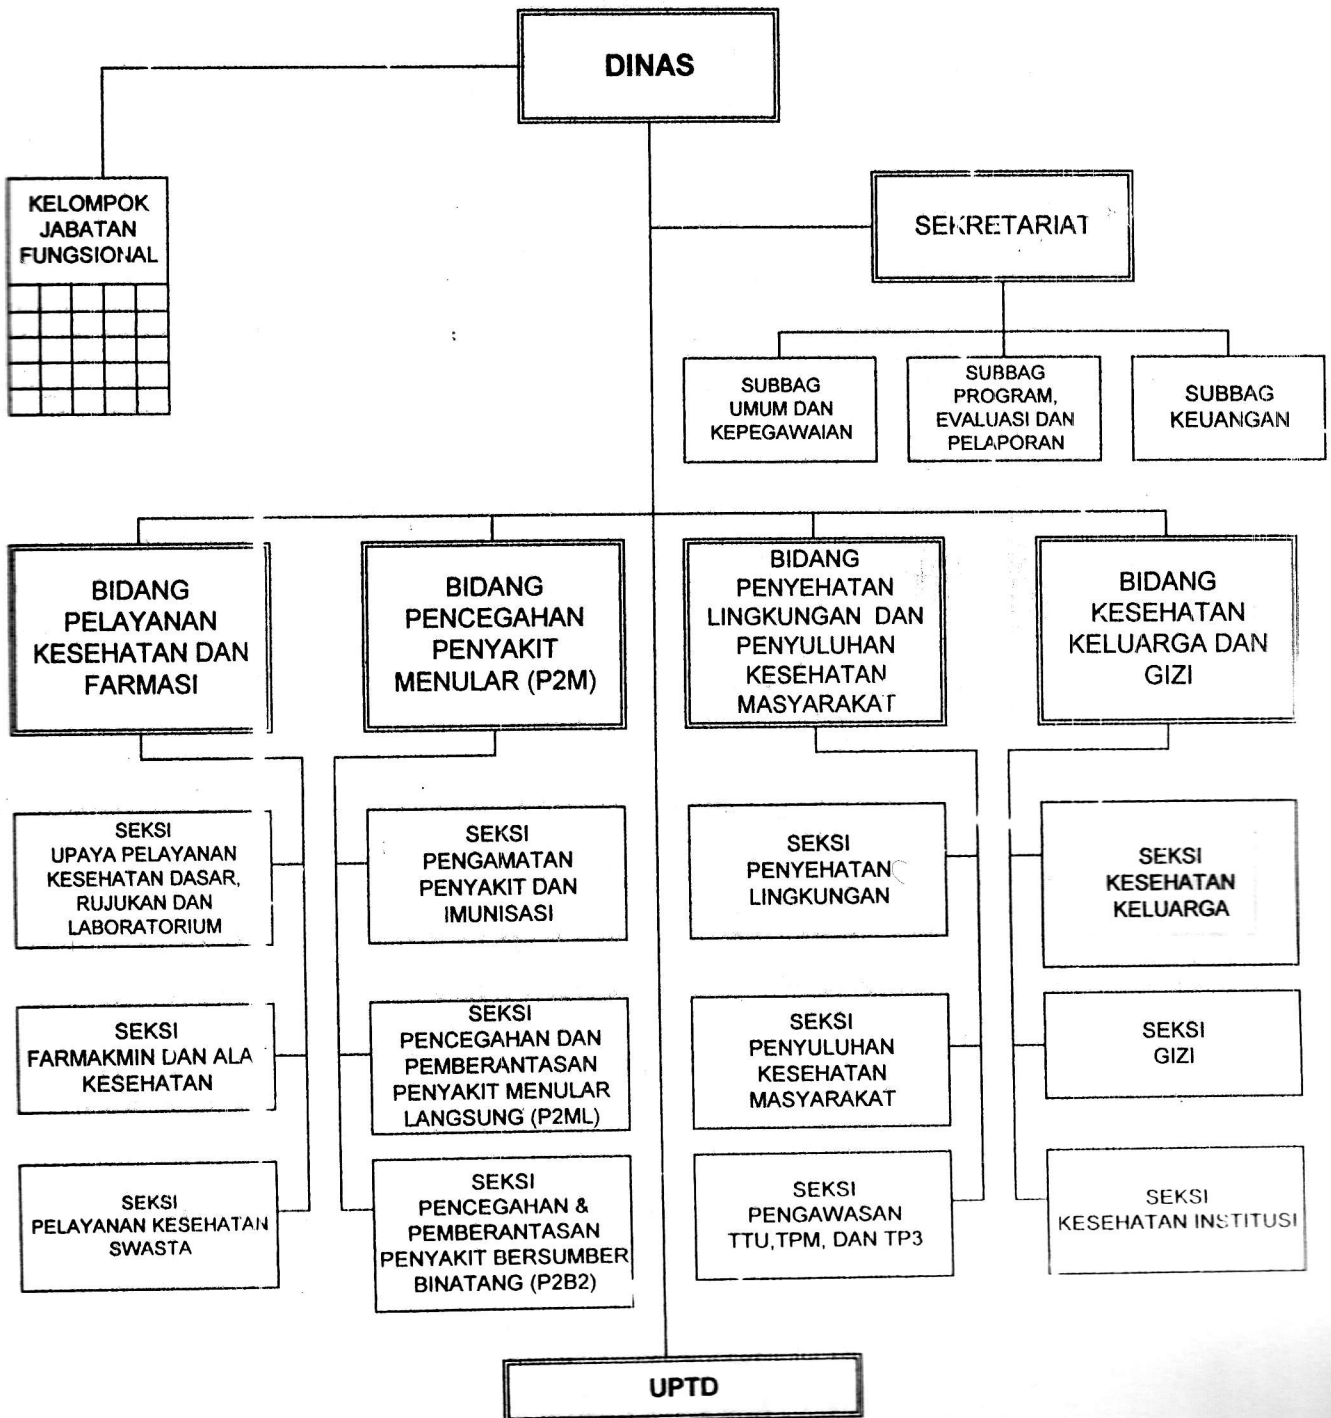 DINAS
KELOMPOK
JABATAN
FUNGSIONAL
SEKRETARIAT
SUBBAG
UMUM DAN
KEPEGAWAIAN
SUBBAG
PROGRAM,
EVALUASI DAN
PELAPORAN
SUBBAG
KEUANGAN
BIDANG
PELAYANAN
KESEHATAN DAN
FARMASI
BIDANG
PENCEGAHAN
PENYAKIT
MENULAR (P2M)
BIDANG
PENYEHATAN
LINGKUNGAN DAN
PENYULUHAN
KESEHATAN
MASYARAKAT
BIDANG
KESEHATAN
KELUARGA DAN
GIZI
SEKSI
UPAYA PELAYANAN
KESEHATAN DASAR,
RUJUKAN DAN
LABORATORIUM
SEKSI
PENGAMATAN
PENYAKIT DAN
IMUNISASI
SEKSI
PENYEHATAN
LINGKUNGAN
SEKSI
KESEHATAN
KELUARGA
SEKSI
FARMAKMIN DAN ALA
KESEHATAN
SEKSI
PENCEGAHAN DAN
PEMBERANTASAN
PENYAKIT MENULAR
LANGSUNG (P2ML)
SEKSI
PENYULUHAN
KESEHATAN
MASYARAKAT
SEKSI
GIZI
SEKSI
PELAYANAN KESEHATAN
SWASTA
SEKSI
PENCEGAHAN &
PEMBERANTASAN
PENYAKIT BERSUMBER
BINATANG (P2B2)
SEKSI
PENGAWASAN
TTU,TPM, DAN TP3
SEKSI
KESEHATAN INSTITUSI
UPTD